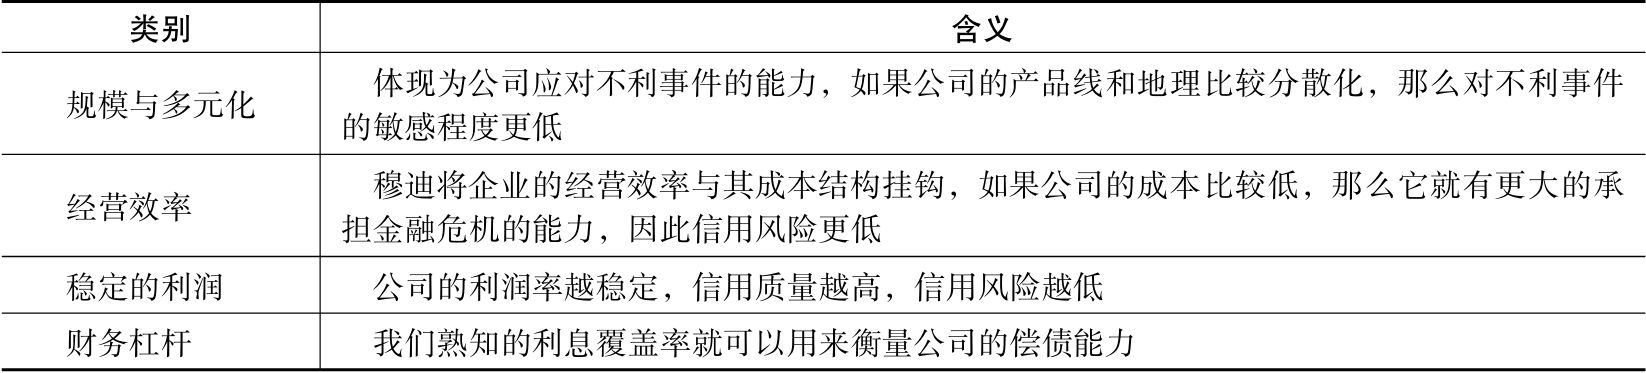 类别 含义
规模与多元化
体现为公司应对不利事件的能力，如果公司的产品线和地理比较分散化，那么对不利事件
的敏感程度更低
经营效率
穆迪将企业的经营效率与其成本结构挂钩，如果公司的成本比较低，那么它就有更大的承
担金融危机的能力，因此信用风险更低
稳定的利润 公司的利润率越稳定，信用质量越高，信用风险越低
财务杠杆 我们熟知的利息覆盖率就可以用来衡量公司的偿债能力